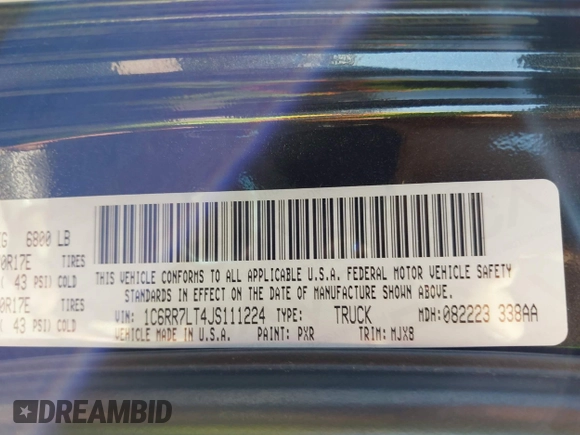 6800 LB
0R17E TIRES
( 43 PSI) COLD
0R17E TIRES
( 43 PSI) COLD
THIS VEHICLE CONFORMS TO ALL APPLICABLE U.S.A. FEDERAL MOTOR VEHICLE SAFETY
STANDARDS IN EFFECT ON THE DATE OF MANUFACTURE SHOWN ABOVE.
VIN: 1C6RR7LT4JS111224 TYPE: TRUCK MDH: 082223 338AA
VEHICLE MADE IN U.S.A. PAINT: PXR TRIM: MJX8
DREAMBID